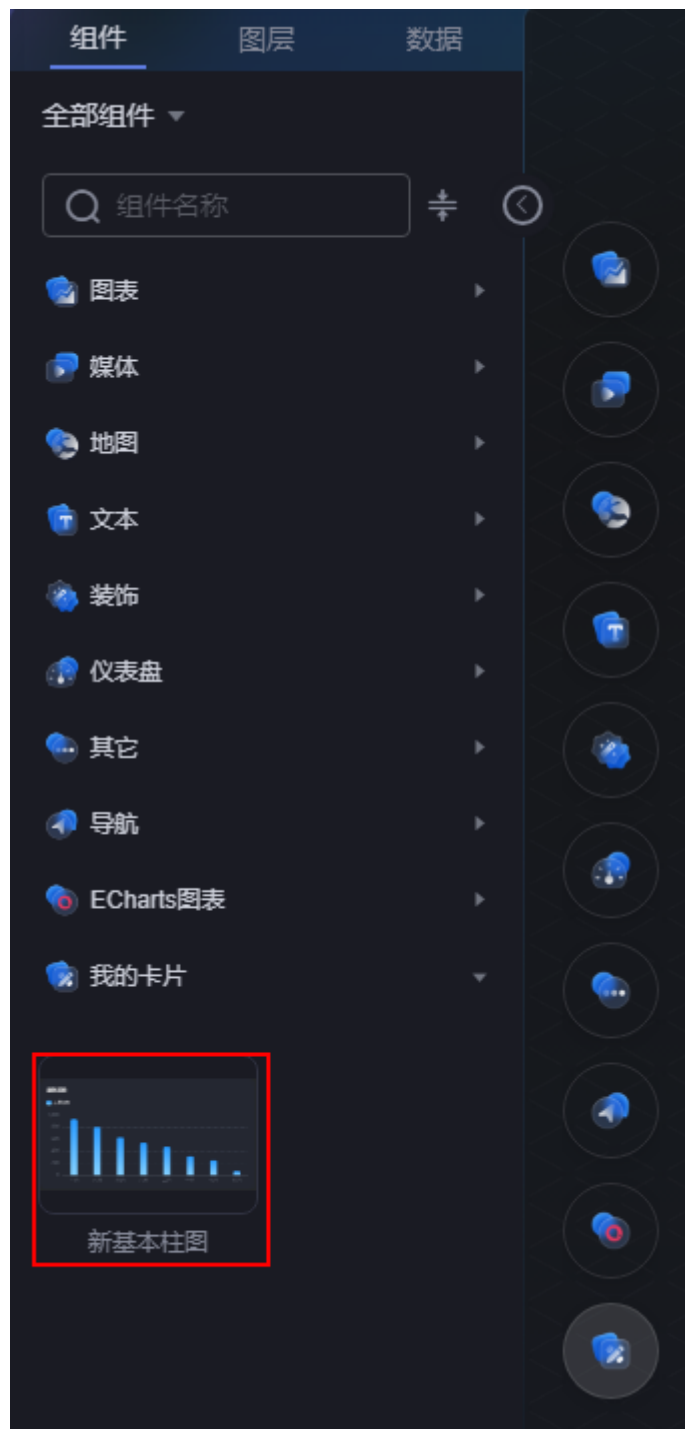 组件 图层 数据
全部组件
组件名称
图表
媒体
地图
文本
装饰
仪表盘
其它
导航
ECharts图表
我的卡片
新基本柱图